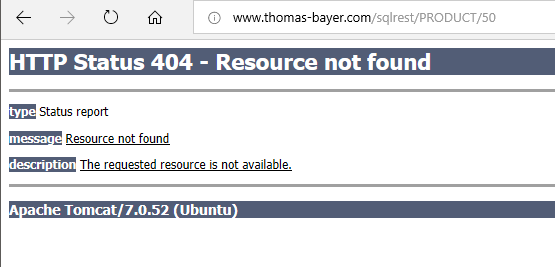 www.thomas-bayer.com/sqlrest/PRODUCT/50
HTTP Status 404 - Resource not found
type Status report
message Resource not found
description The requested resource is not available.
Apache Tomcat/7.0.52 (Ubuntu)